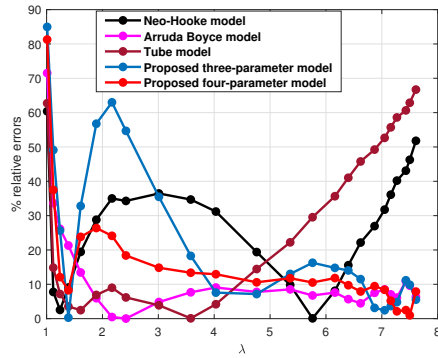 90
80
70
60
50
40
30
20
10
0
% relative errors
Neo-Hooke model
Arruda Boyce model
Tube model
Proposed three-parameter model
Proposed four-parameter model
1 2 3 4 5 6 7 8
λ